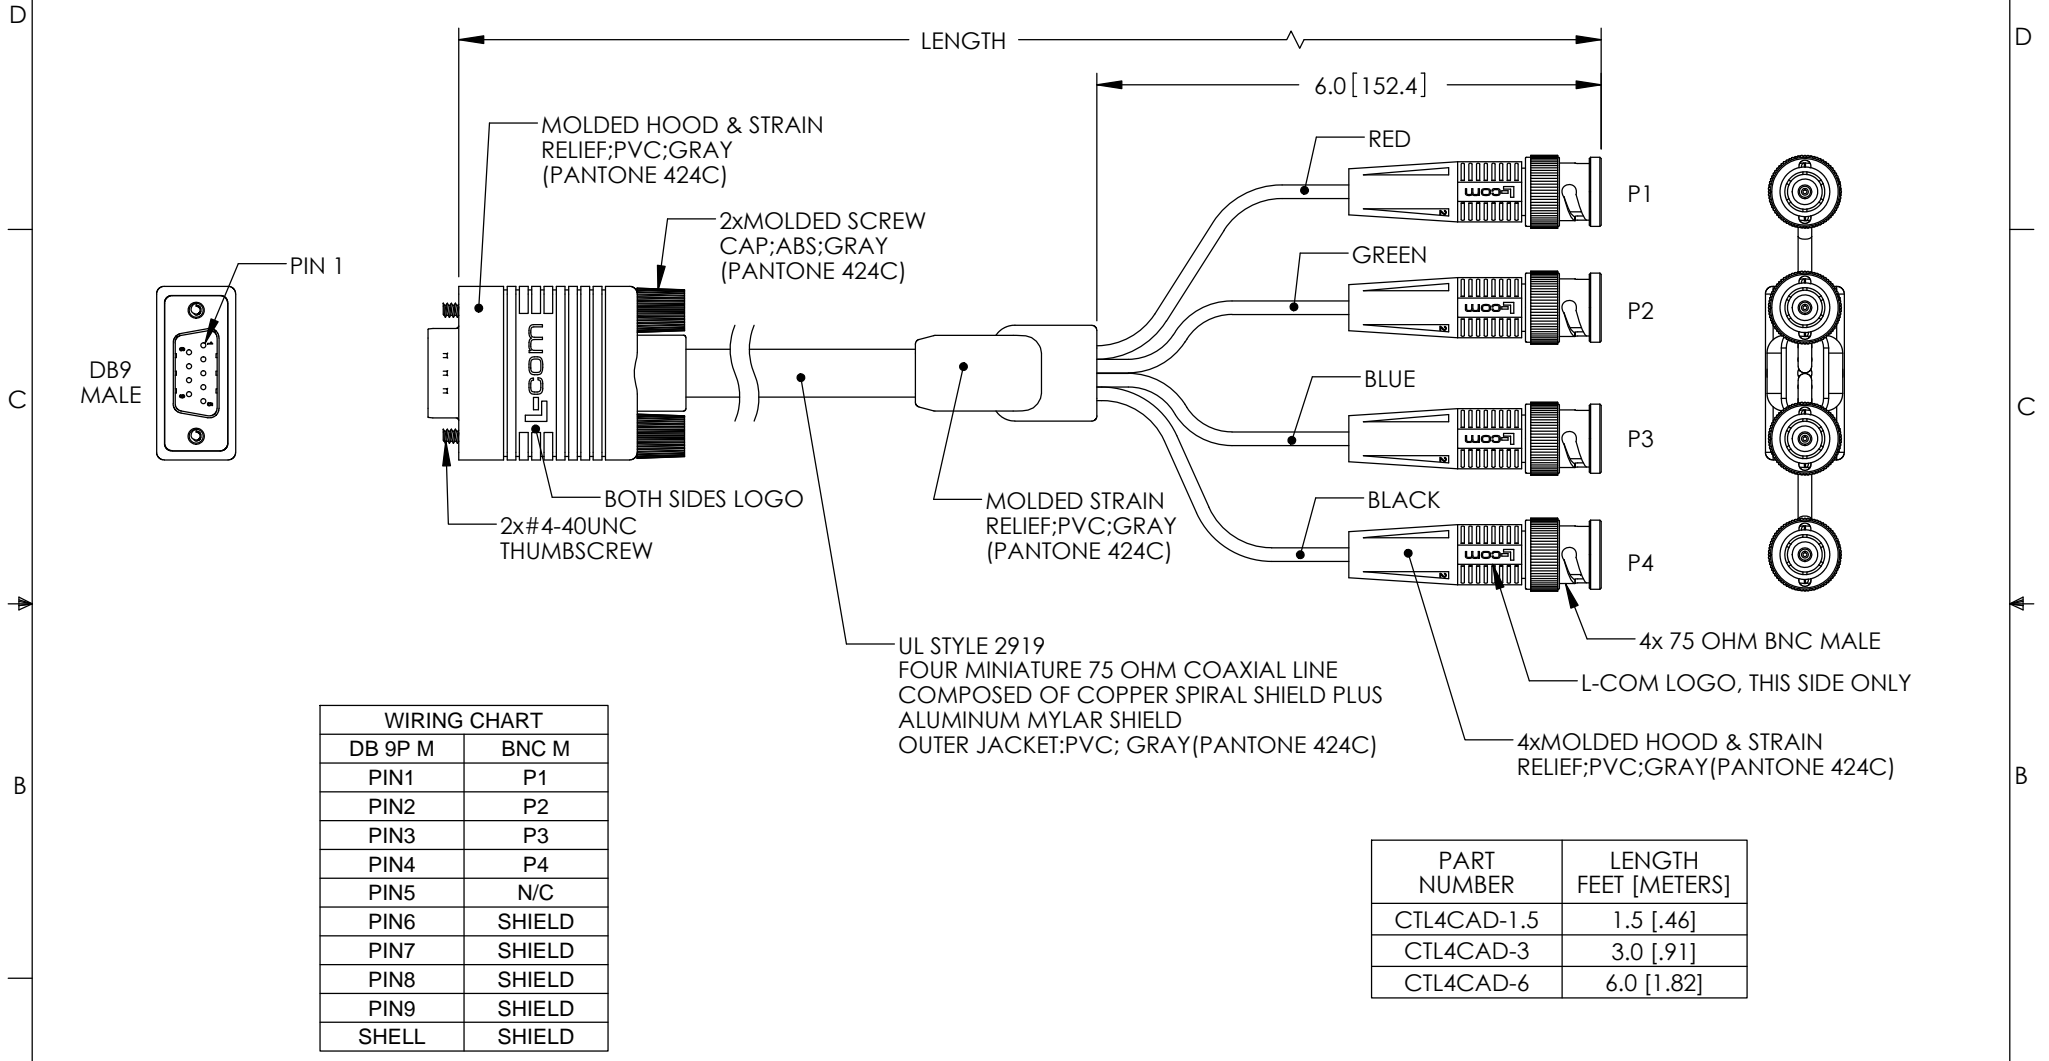 D
D
LENGTH
6.0 [152.4]
MOLDED HOOD & STRAIN
RELIEF;PVC;GRAY
(PANTONE 424C)
RED
P1
2xMOLDED SCREW
CAP;ABS;GRAY
(PANTONE 424C)
PIN 1
GREEN
P2
DB9
MALE
L-com
L-com
L-com
L-com
L-com
BLUE
P3
C
C
BOTH SIDES LOGO
2x#4-40UNC
THUMBSCREW
MOLDED STRAIN
RELIEF;PVC;GRAY
(PANTONE 424C)
BLACK
P4
UL STYLE 2919
FOUR MINIATURE 75 OHM COAXIAL LINE
COMPOSED OF COPPER SPIRAL SHIELD PLUS
ALUMINUM MYLAR SHIELD
OUTER JACKET:PVC; GRAY(PANTONE 424C)
4x 75 OHM BNC MALE
L-COM LOGO, THIS SIDE ONLY
4xMOLDED HOOD & STRAIN
RELIEF;PVC;GRAY(PANTONE 424C)
B
B
WIRING CHART
DB 9P M BNC M
PIN1 P1
PIN2 P2
PIN3 P3
PIN4 P4
PIN5 N/C
PIN6 SHIELD
PIN7 SHIELD
PIN8 SHIELD
PIN9 SHIELD
SHELL SHIELD
PART
NUMBER
LENGTH
FEET [METERS]
CTL4CAD-1.5 1.5 [.46]
CTL4CAD-3 3.0 [.91]
CTL4CAD-6 6.0 [1.82]